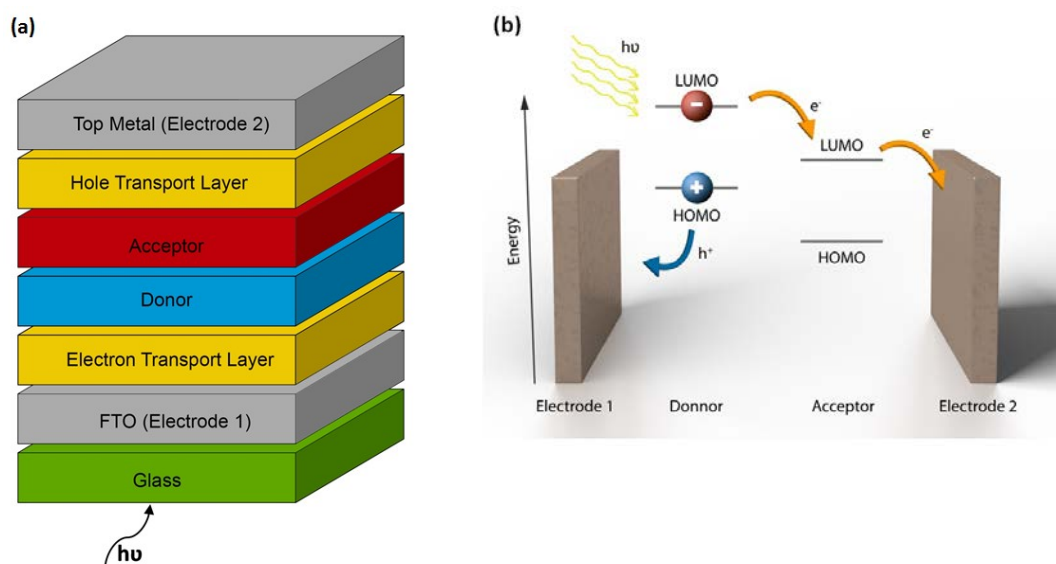 (a)
Top Metal (Electrode 2)
Hole Transport Layer
Acceptor
Donor
Electron Transport Layer
FTO (Electrode 1)
Glass
hυ
(b)
hυ
LUMO
e⁻
LUMO
e⁻
HOMO
h⁺
HOMO
Energy
Electrode 1
Donnor
Acceptor
Electrode 2